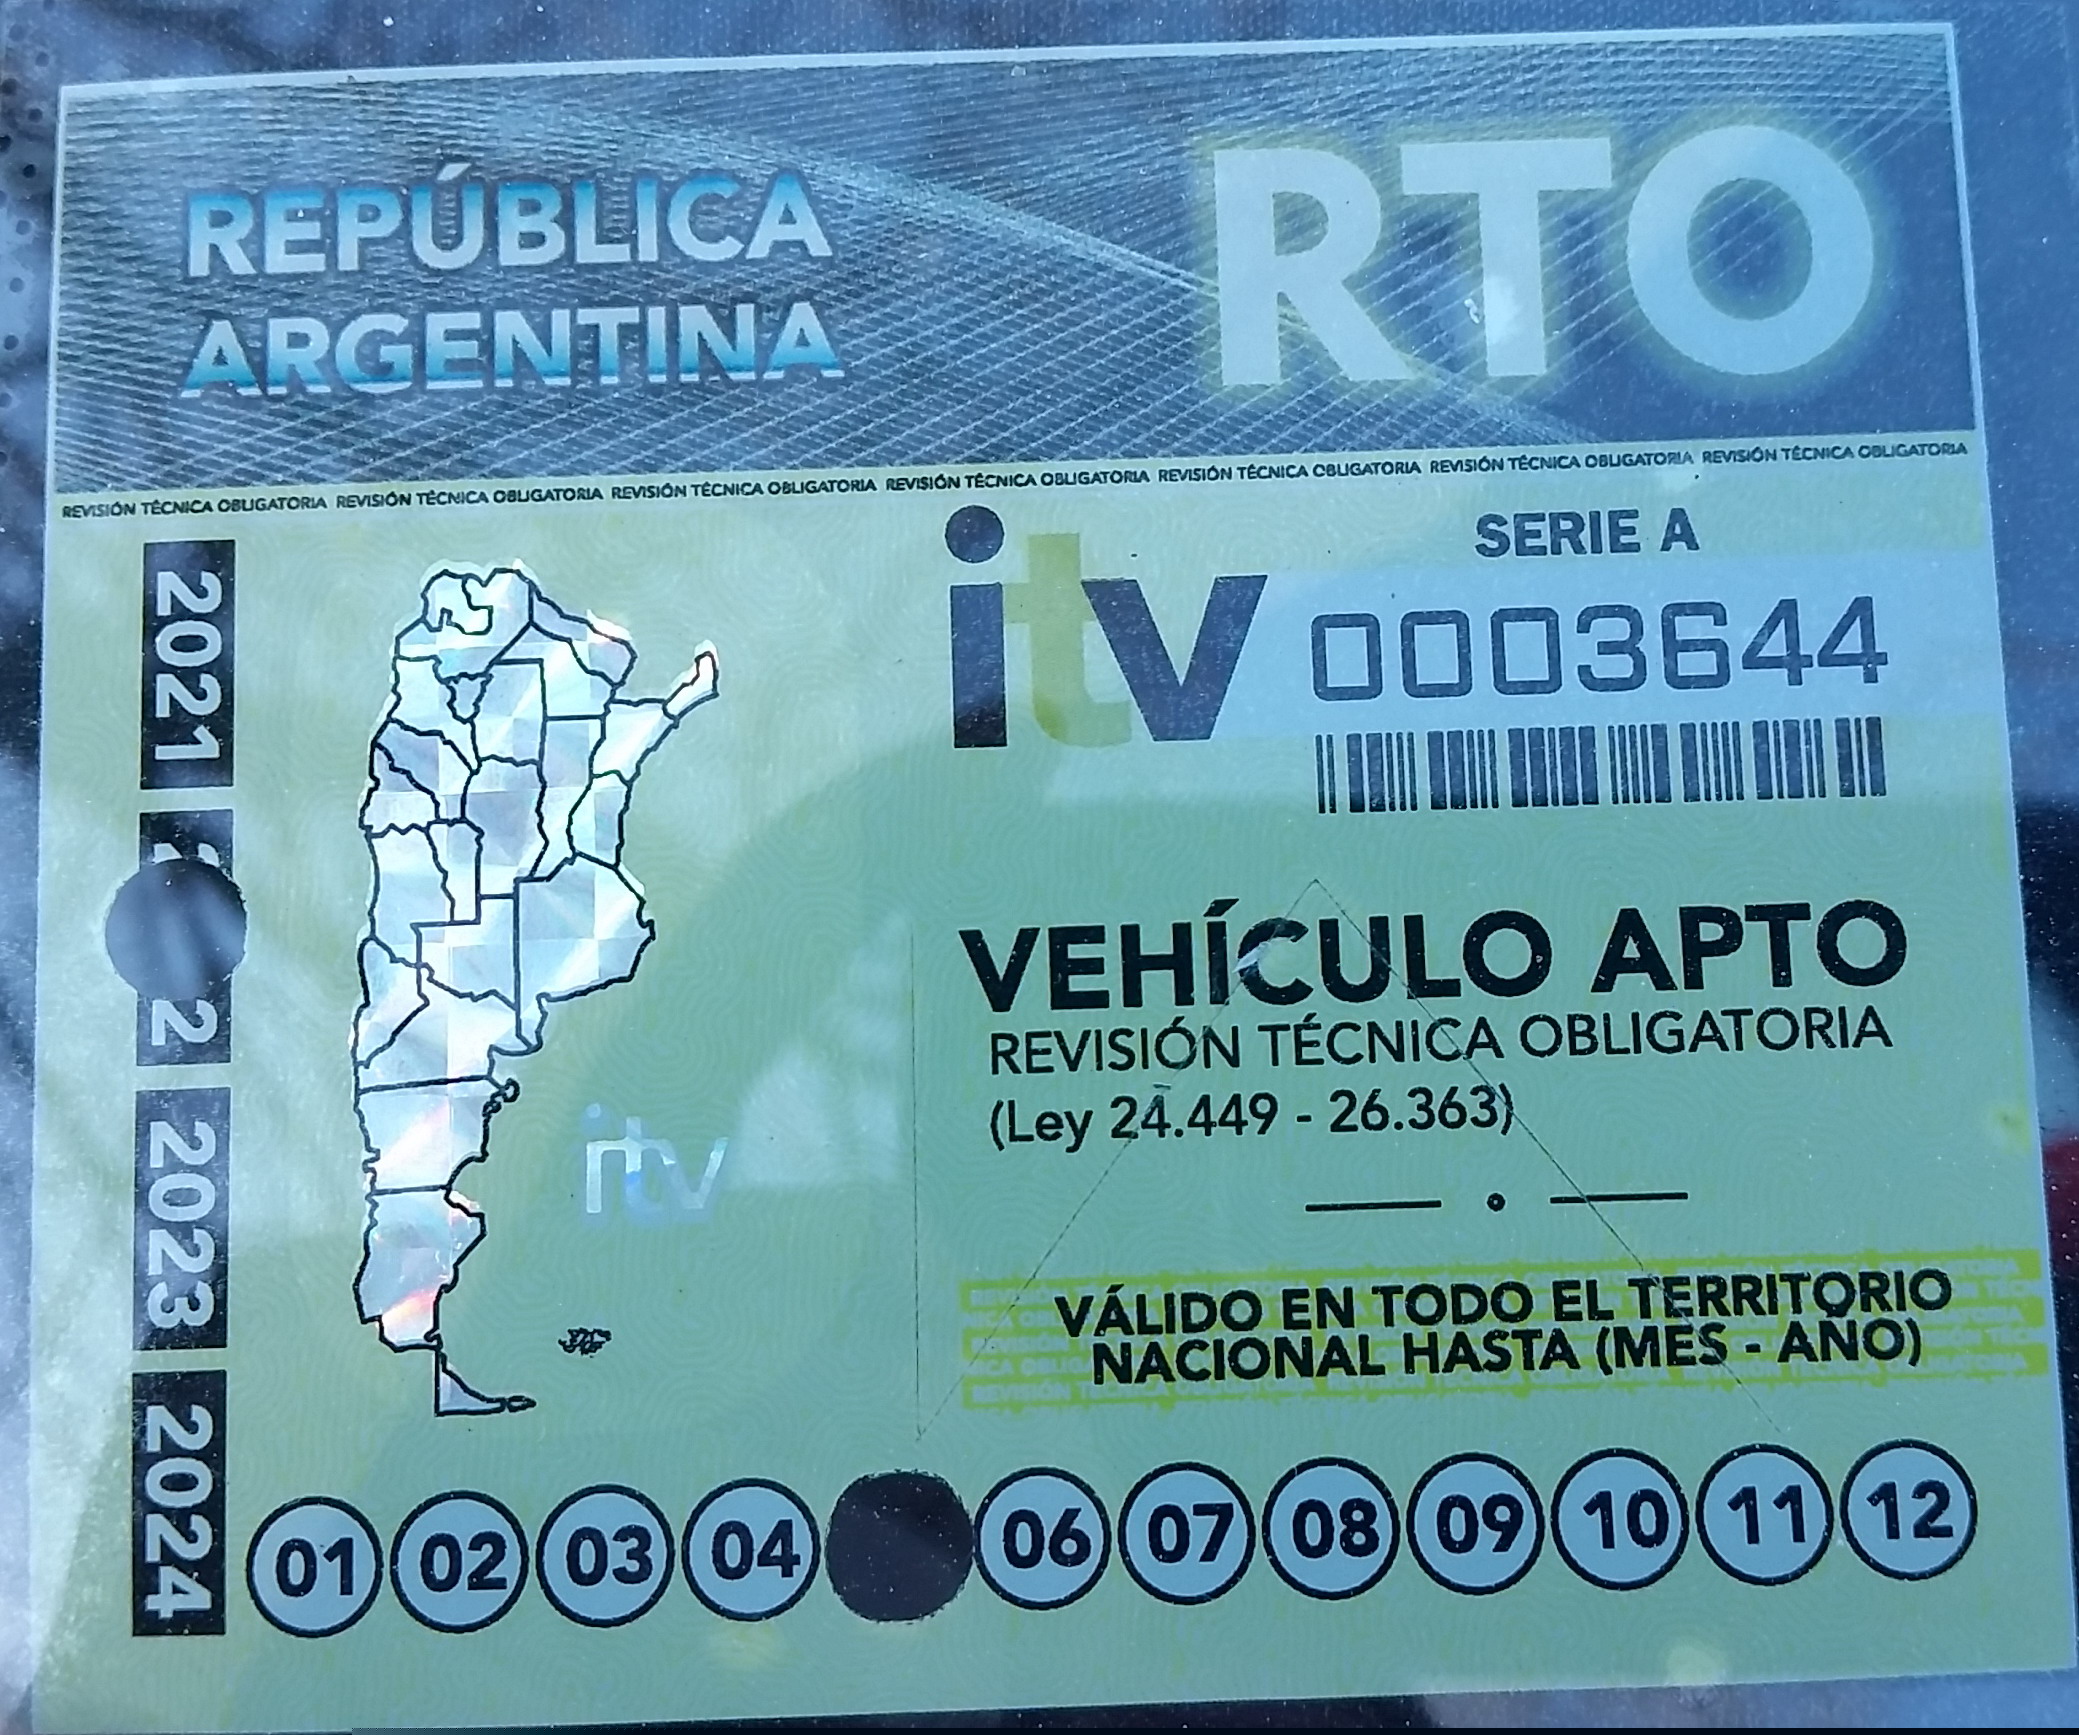 REPÚBLICA
ARGENTINA
RTO
REVISIÓN TÉCNICA OBLIGATORIA REVISIÓN TÉCNICA OBLIGATORIA REVISIÓN TÉCNICA OBLIGATORIA REVISIÓN TÉCNICA OBLIGATORIA REVISIÓN TÉCNICA OBLIGATORIA REVISIÓN TÉCNICA OBLIGATORIA REVISIÓN TÉCNICA OBLIGATORIA
2021
2
2023
2024
itv
itv
SERIE A
0003644
VEHÍCULO APTO
REVISIÓN TÉCNICA OBLIGATORIA
(Ley 24.449 - 26.363)
VÁLIDO EN TODO EL TERRITORIO
NACIONAL HASTA (MES - AÑO)
01 02 03 04 06 07 08 09 10 11 12